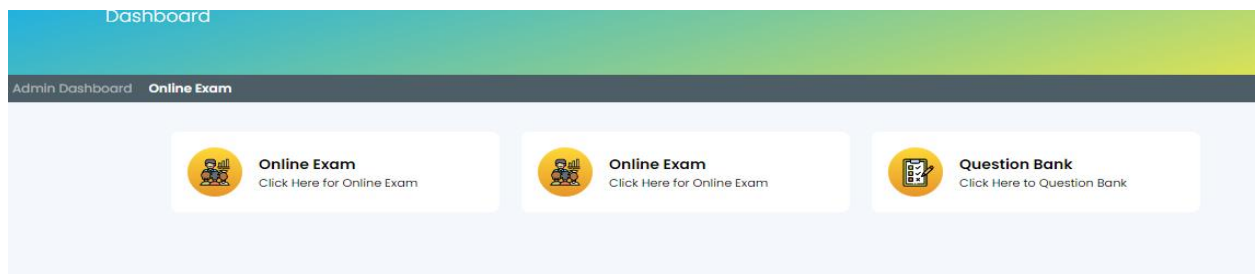 Dashboard
Admin Dashboard Online Exam
Online Exam
Click Here for Online Exam
Online Exam
Click Here for Online Exam
Question Bank
Click Here to Question Bank